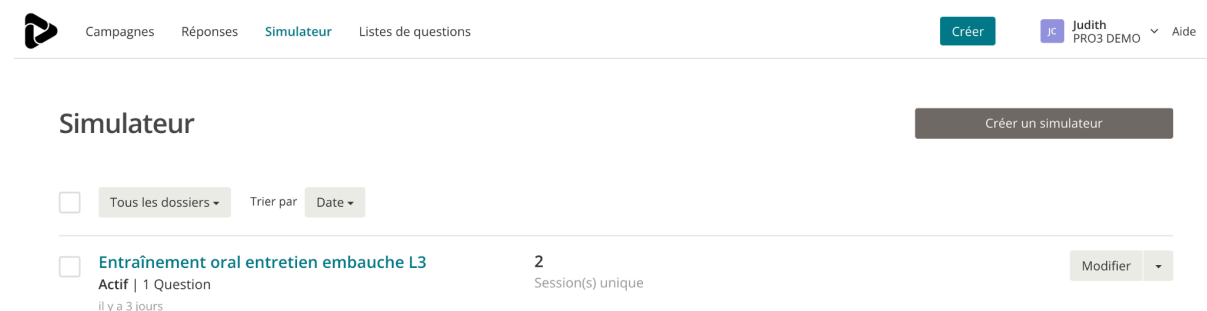 Campagnes Réponses Simulateur Listes de questions Créer JC Judith Aide
PRO3 DEMO
Simulateur Créer un simulateur
Tous les dossiers Trier par Date
Entraînement oral entretien embauche L3 2 Modifier
Actif | 1 Question Session(s) unique
il y a 3 jours